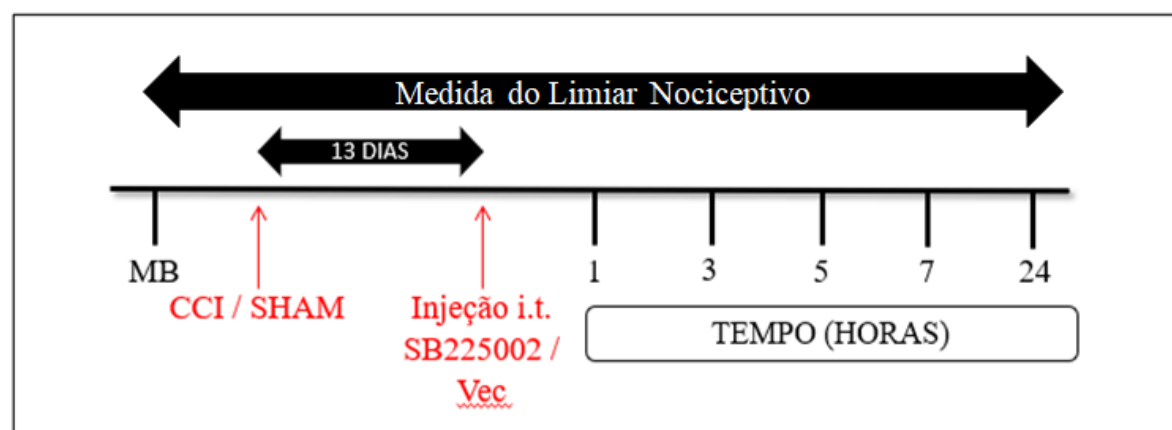 Medida do Limiar Nociceptivo
13 DIAS
MB
CCI / SHAM
Injeção i.t.
SB225002 /
Vec
1 3 5 7 24
TEMPO (HORAS)